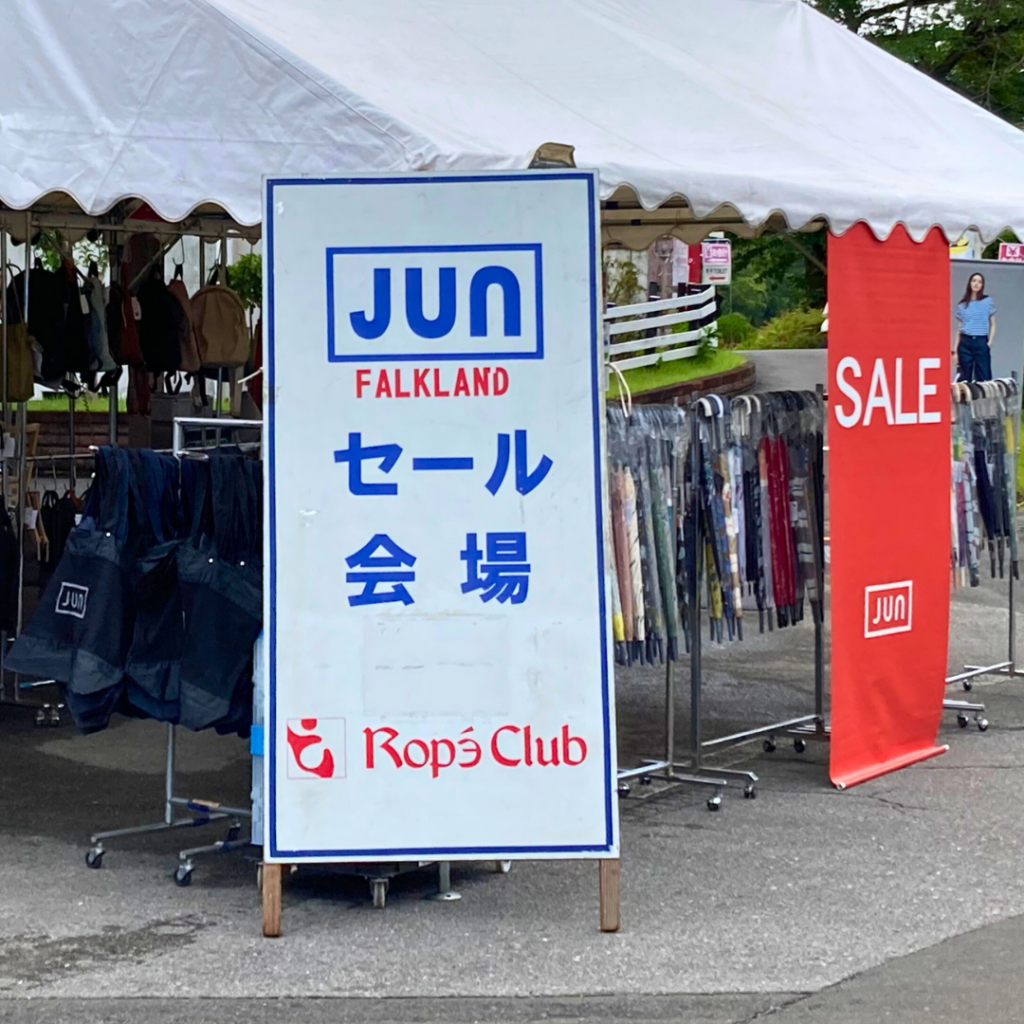 JUN
FALKLAND
セール
会場
Ropé Club
SALE
JUN
JUN